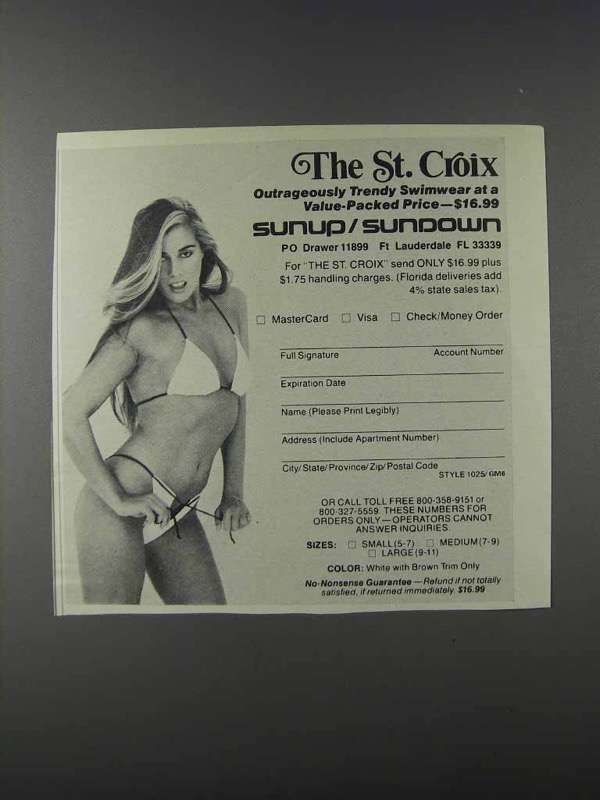 The St. Croix
Outrageously Trendy Swimwear at a
Value-Packed Price—$16.99
sunup/sundown
PO Drawer 11899 Ft Lauderdale FL 33339
For "THE ST. CROIX" send ONLY $16.99 plus
$1.75 handling charges. (Florida deliveries add
4% state sales tax).
☐ MasterCard ☐ Visa ☐ Check/Money Order
Full Signature Account Number
Expiration Date
Name (Please Print Legibly)
Address (Include Apartment Number)
City/State/Province/Zip/Postal Code
STYLE 1025/GM6
OR CALL TOLL FREE 800-358-9151 or
800-327-5559. THESE NUMBERS FOR
ORDERS ONLY—OPERATORS CANNOT
ANSWER INQUIRIES.
SIZES: ☐ SMALL (5-7) ☐ MEDIUM (7-9)
☐ LARGE (9-11)
COLOR: White with Brown Trim Only
No-Nonsense Guarantee—Refund if not totally
satisfied, if returned immediately. $16.99